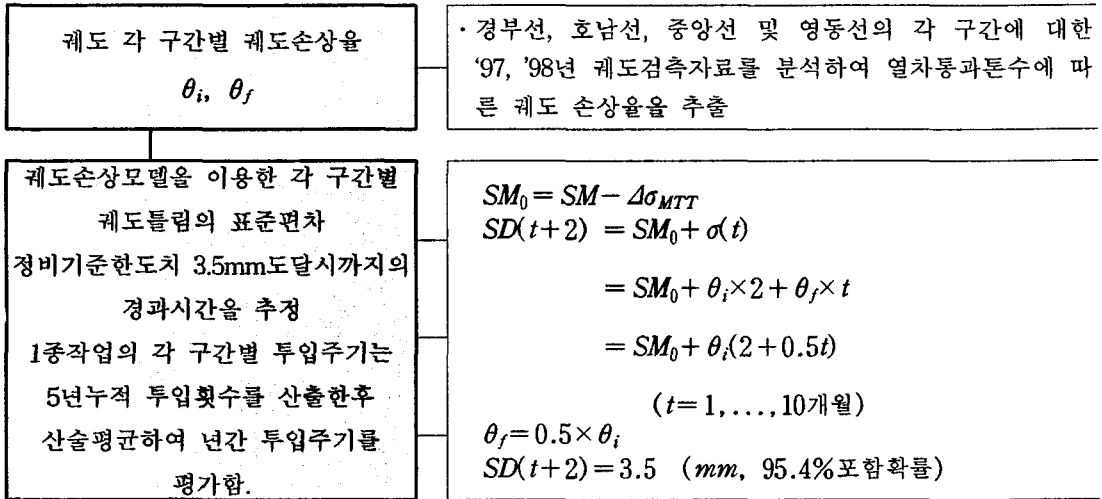 궤도 각 구간별 궤도손상율
θi, θf
· 경부선, 호남선, 중앙선 및 영동선의 각 구간에 대한
'97, '98년 궤도검측자료를 분석하여 열차통과톤수에 따
른 궤도 손상율을 추출
궤도손상모델을 이용한 각 구간별
궤도틀림의 표준편차
정비기준한도치 3.5mm도달시까지의
경과시간을 추정
1종작업의 각 구간별 투입주기는
5년누적 투입횟수를 산출한후
산술평균하여 년간 투입주기를
평가함.
SM₀ = SM − Δσ_MTT
SD(t+2) = SM₀ + σ(t)
= SM₀ + θi×2 + θf×t
= SM₀ + θi(2+0.5t)
(t=1, ..., 10개월)
θf = 0.5×θi
SD(t+2) = 3.5 (mm, 95.4%포함확률)